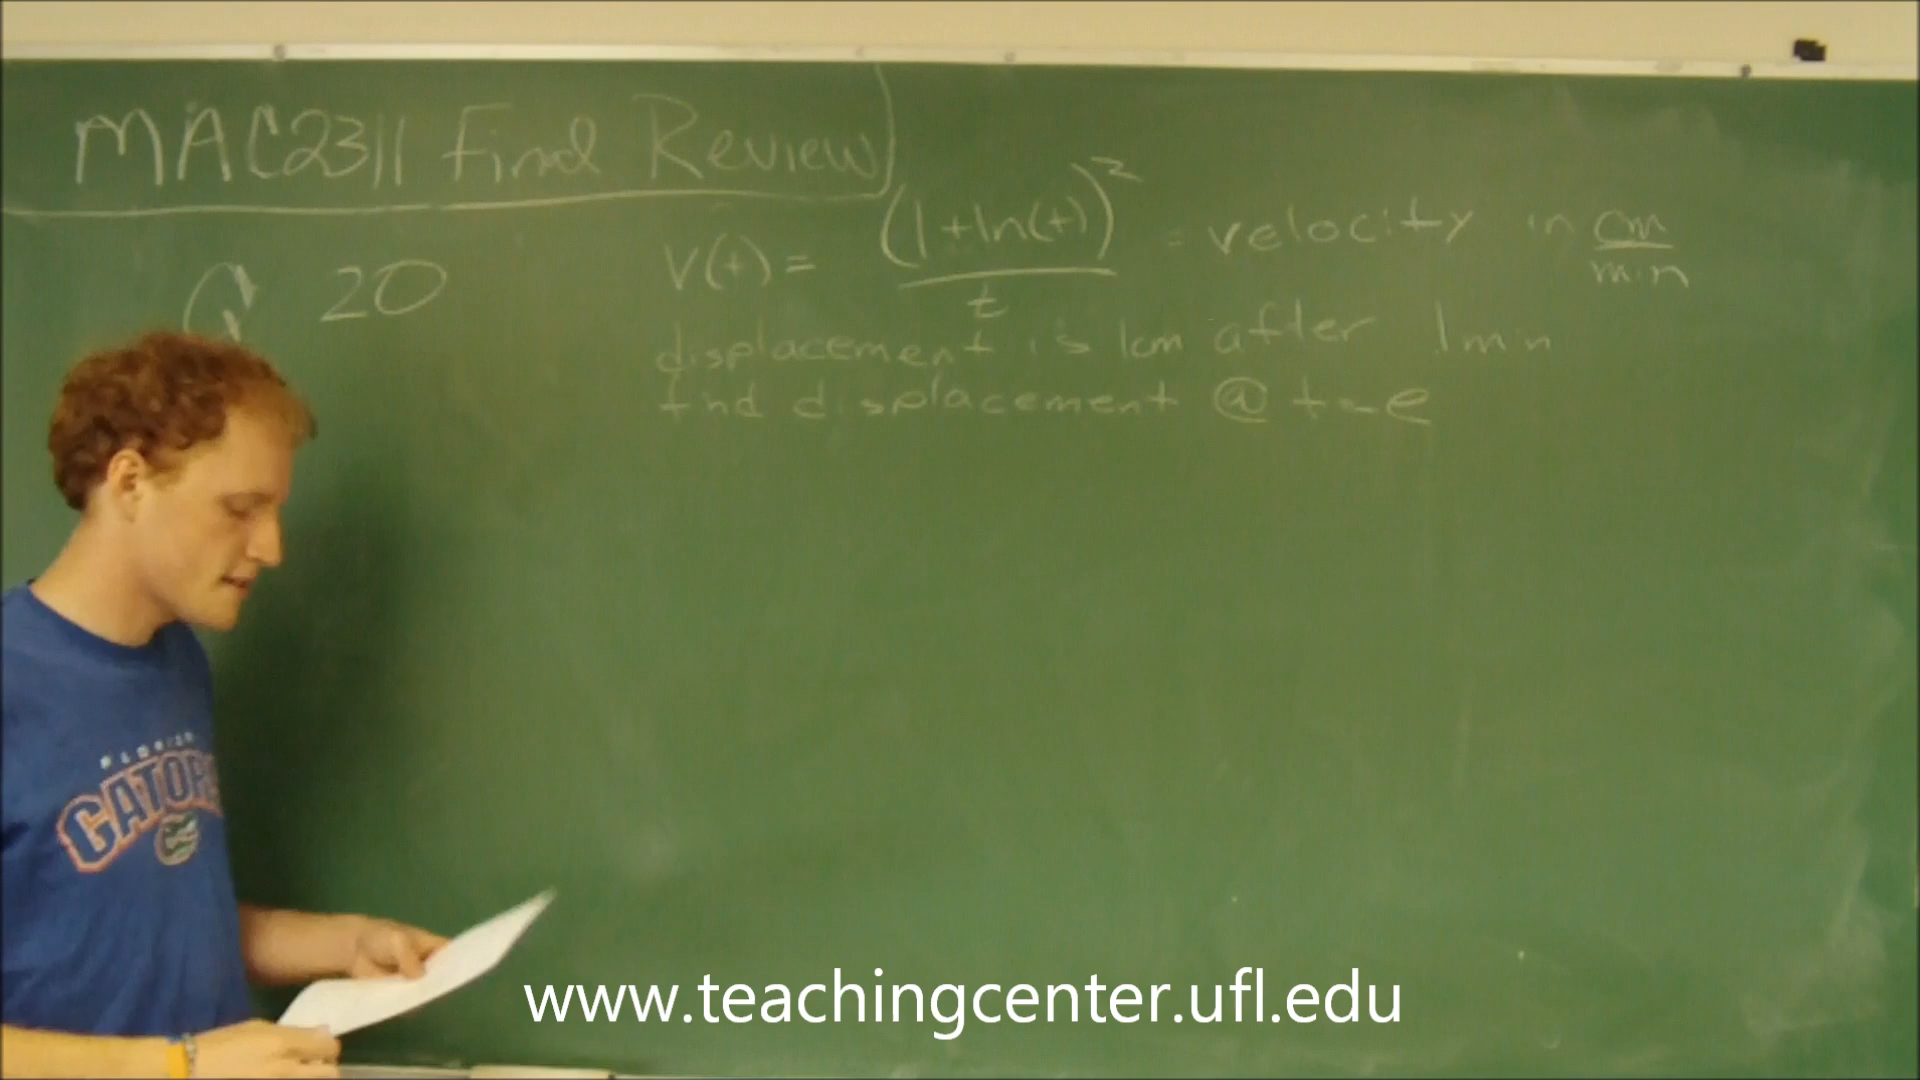 MAC2311 Final Review
Q 20
v(t) = (1+ln(t))² / t = velocity in cm/min
displacement is 1cm after 1min
find displacement @ t=e
FLORIDA
GATORS
www.teachingcenter.ufl.edu